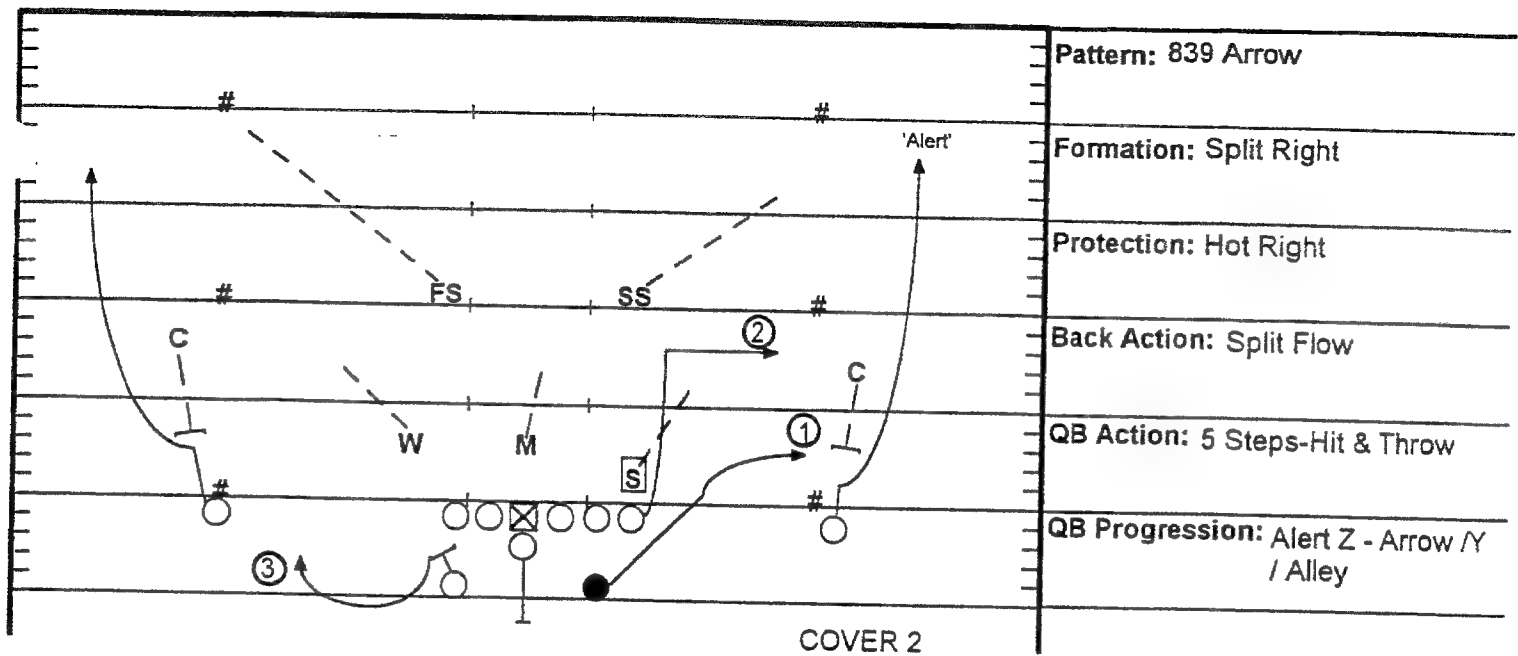 Pattern: 839 Arrow
# #
'Alert'
Formation: Split Right
Protection: Hot Right
# FS SS #
②
Back Action: Split Flow
C C
①
W M
QB Action: 5 Steps-Hit & Throw
S
# #
QB Progression: Alert Z - Arrow /Y
/ Alley
③
COVER 2